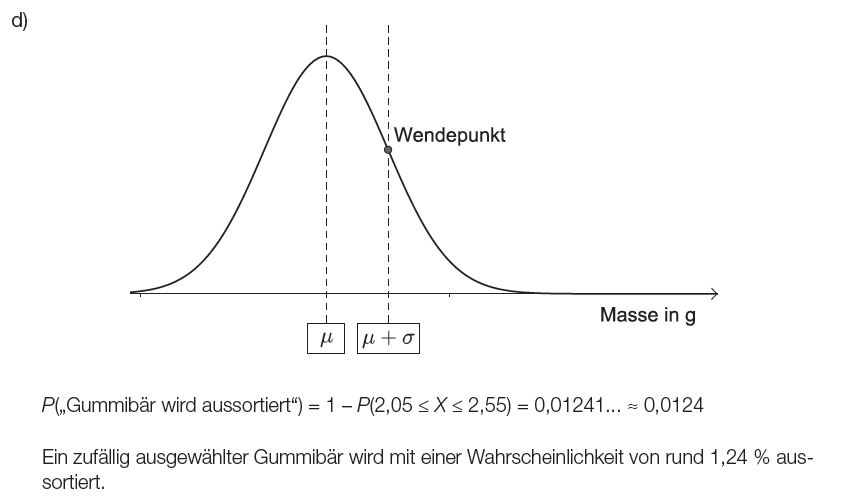 d)
Wendepunkt
Masse in g
μ
μ + σ
P(„Gummibär wird aussortiert“) = 1 – P(2,05 ≤ X ≤ 2,55) = 0,01241... ≈ 0,0124
Ein zufällig ausgewählter Gummibär wird mit einer Wahrscheinlichkeit von rund 1,24 % aus-
sortiert.